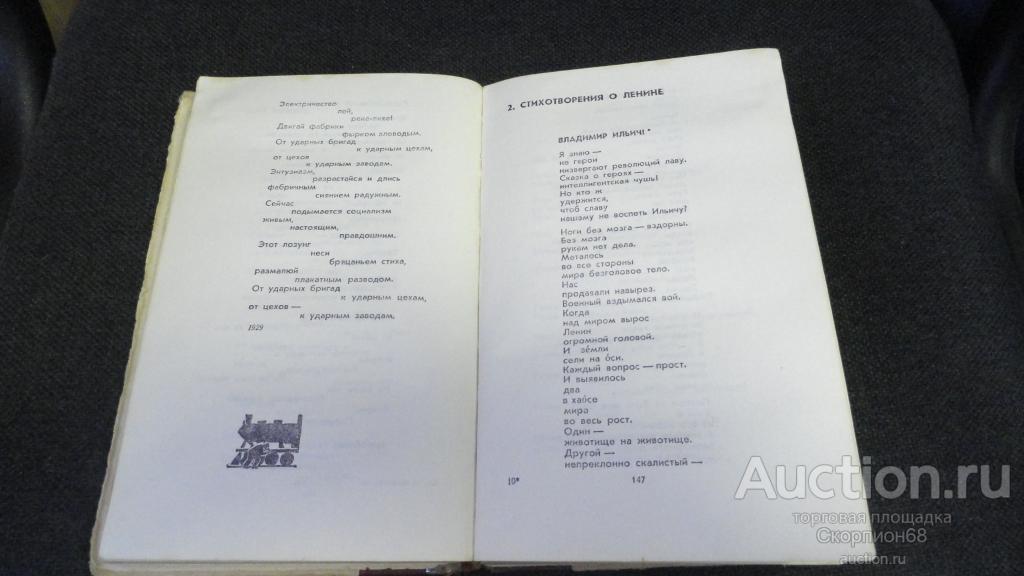 Электричество
лей,
река-лихо!
Двигай фабрики
фырком зловодым.
От ударных бригад
к ударным цехам,
от цехов
к ударным заводам.
Энтузиазм,
разрастайся и длись
фабричным
сиянием радужным.
Сейчас
подымается социализм
живым,
настоящим,
правдошним.
Этот лозунг
неси
бряцаньем стиха,
размалюй
плакатным разводом.
От ударных бригад
к ударным цехам,
от цехов —
к ударным заводам.
1929
2. СТИХОТВОРЕНИЯ О ЛЕНИНЕ
ВЛАДИМИР ИЛЬИЧ! *
Я знаю —
не герои
низвергают революций лаву.
Сказка о героях —
интеллигентская чушь!
Но кто ж
удержится,
чтоб славу
нашему не воспеть Ильичу?
Ноги без мозга — вздорны.
Без мозга
рукам нет дела.
Металось
во все стороны
мира безголовое тело.
Нас
продавали навырез.
Военный вздымался вой.
Когда
над миром вырос
Ленин
огромной головой.
И зéмли
сели на óси.
Каждый вопрос — прост.
И выявилось
два
в хаóсе
мира
во весь рост.
Один —
животище на животище.
Другой —
непреклонно скалистый —
10*
147
Auction.ru
торговая площадка
Скорпион68
auction.ru